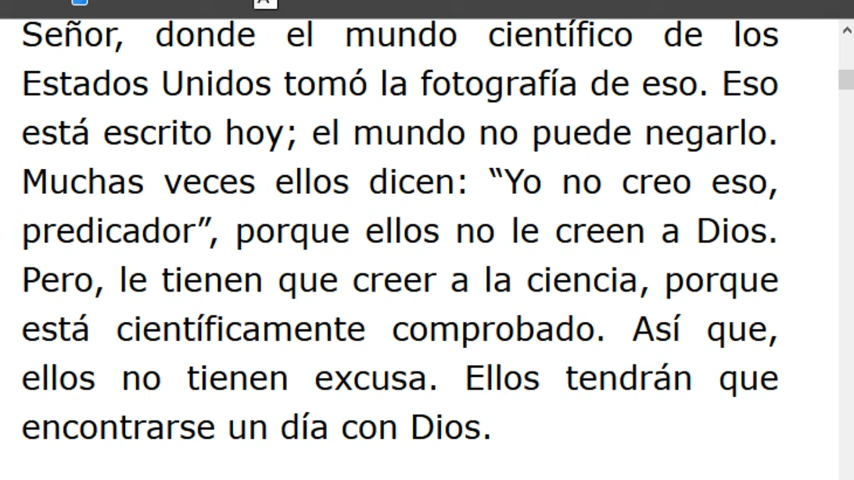 Señor, donde el mundo científico de los
Estados Unidos tomó la fotografía de eso. Eso
está escrito hoy; el mundo no puede negarlo.
Muchas veces ellos dicen: “Yo no creo eso,
predicador”, porque ellos no le creen a Dios.
Pero, le tienen que creer a la ciencia, porque
está científicamente comprobado. Así que,
ellos no tienen excusa. Ellos tendrán que
encontrarse un día con Dios.